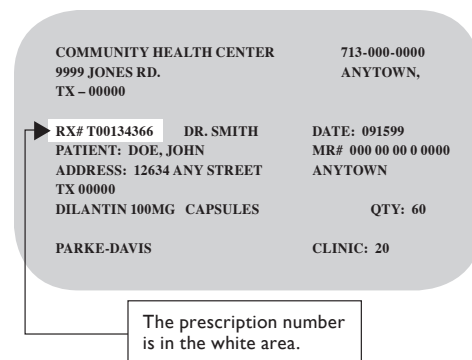 COMMUNITY HEALTH CENTER 713-000-0000
9999 JONES RD. ANYTOWN,
TX – 00000
RX# T00134366 DR. SMITH DATE: 091599
PATIENT: DOE, JOHN MR# 000 00 00 0 0000
ADDRESS: 12634 ANY STREET ANYTOWN
TX 00000
DILANTIN 100MG CAPSULES QTY: 60
PARKE-DAVIS CLINIC: 20
The prescription number
is in the white area.